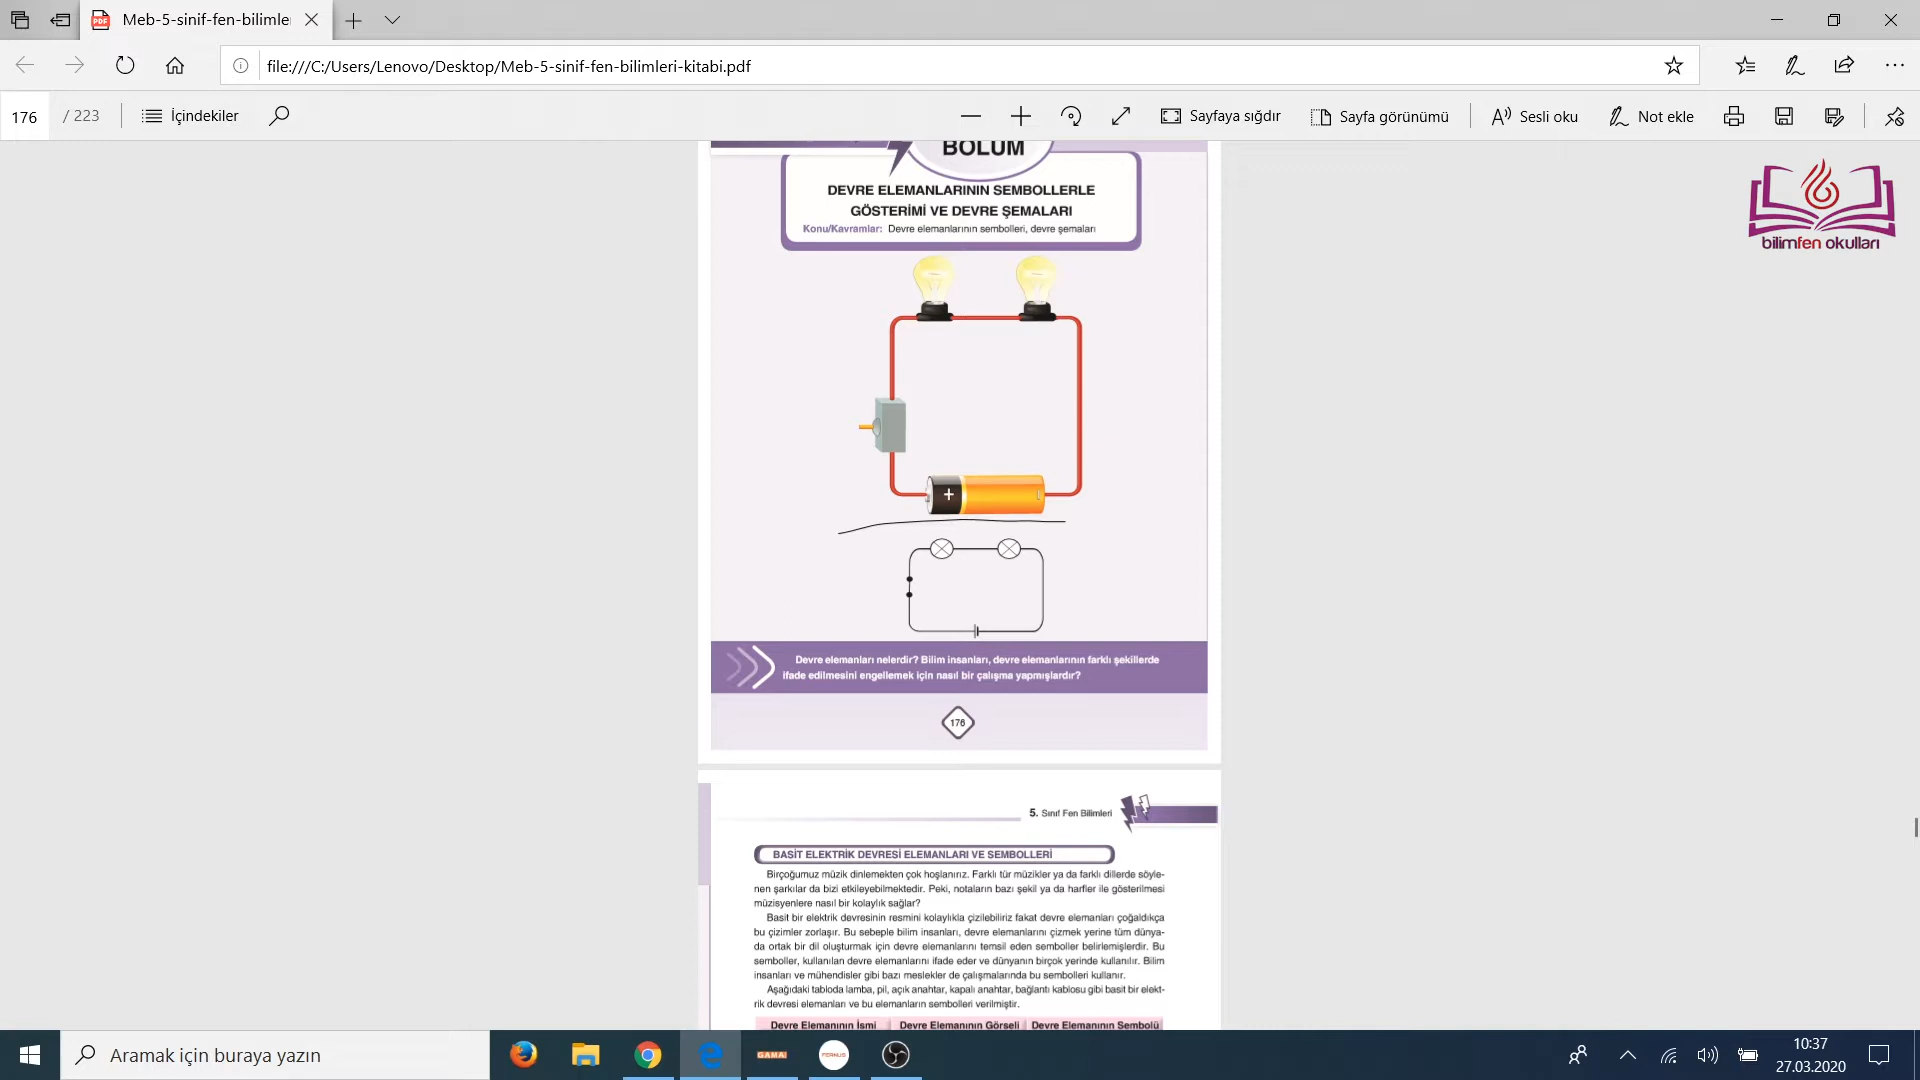 Meb-5-sinif-fen-bilimle
file:///C:/Users/Lenovo/Desktop/Meb-5-sinif-fen-bilimleri-kitabi.pdf
176 / 223 İçindekiler Sayfaya sığdır Sayfa görünümü Sesli oku Not ekle
BÖLÜM
DEVRE ELEMANLARININ SEMBOLLERLE
GÖSTERİMİ VE DEVRE ŞEMALARI
Konu/Kavramlar: Devre elemanlarının sembolleri, devre şemaları
bilimfen okulları
+
Devre elemanları nelerdir? Bilim insanları, devre elemanlarının farklı şekillerde
ifade edilmesini engellemek için nasıl bir çalışma yapmışlardır?
176
5. Sınıf Fen Bilimleri
BASİT ELEKTRİK DEVRESİ ELEMANLARI VE SEMBOLLERİ
Birçoğumuz müzik dinlemekten çok hoşlanırız. Farklı tür müzikler ya da farklı dillerde söyle-
nen şarkılar da bizi etkileyebilmektedir. Peki, notaların bazı şekil ya da harfler ile gösterilmesi
müzisyenlere nasıl bir kolaylık sağlar?
Basit bir elektrik devresinin resmini kolaylıkla çizilebiliriz fakat devre elemanları çoğaldıkça
bu çizimler zorlaşır. Bu sebeple bilim insanları, devre elemanlarını çizmek yerine tüm dünya-
da ortak bir dil oluşturmak için devre elemanlarını temsil eden semboller belirlemişlerdir. Bu
semboller, kullanılan devre elemanlarını ifade eder ve dünyanın birçok yerinde kullanılır. Bilim
insanları ve mühendisler gibi bazı meslekler de çalışmalarında bu sembolleri kullanır.
Aşağıdaki tabloda lamba, pil, açık anahtar, kapalı anahtar, bağlantı kablosu gibi basit bir elekt-
rik devresi elemanları ve bu elemanların sembolleri verilmiştir.
Devre Elemanının İsmi Devre Elemanının Görseli Devre Elemanının Sembolü
Aramak için buraya yazın
GAMA
FERNUS
10:37
27.03.2020